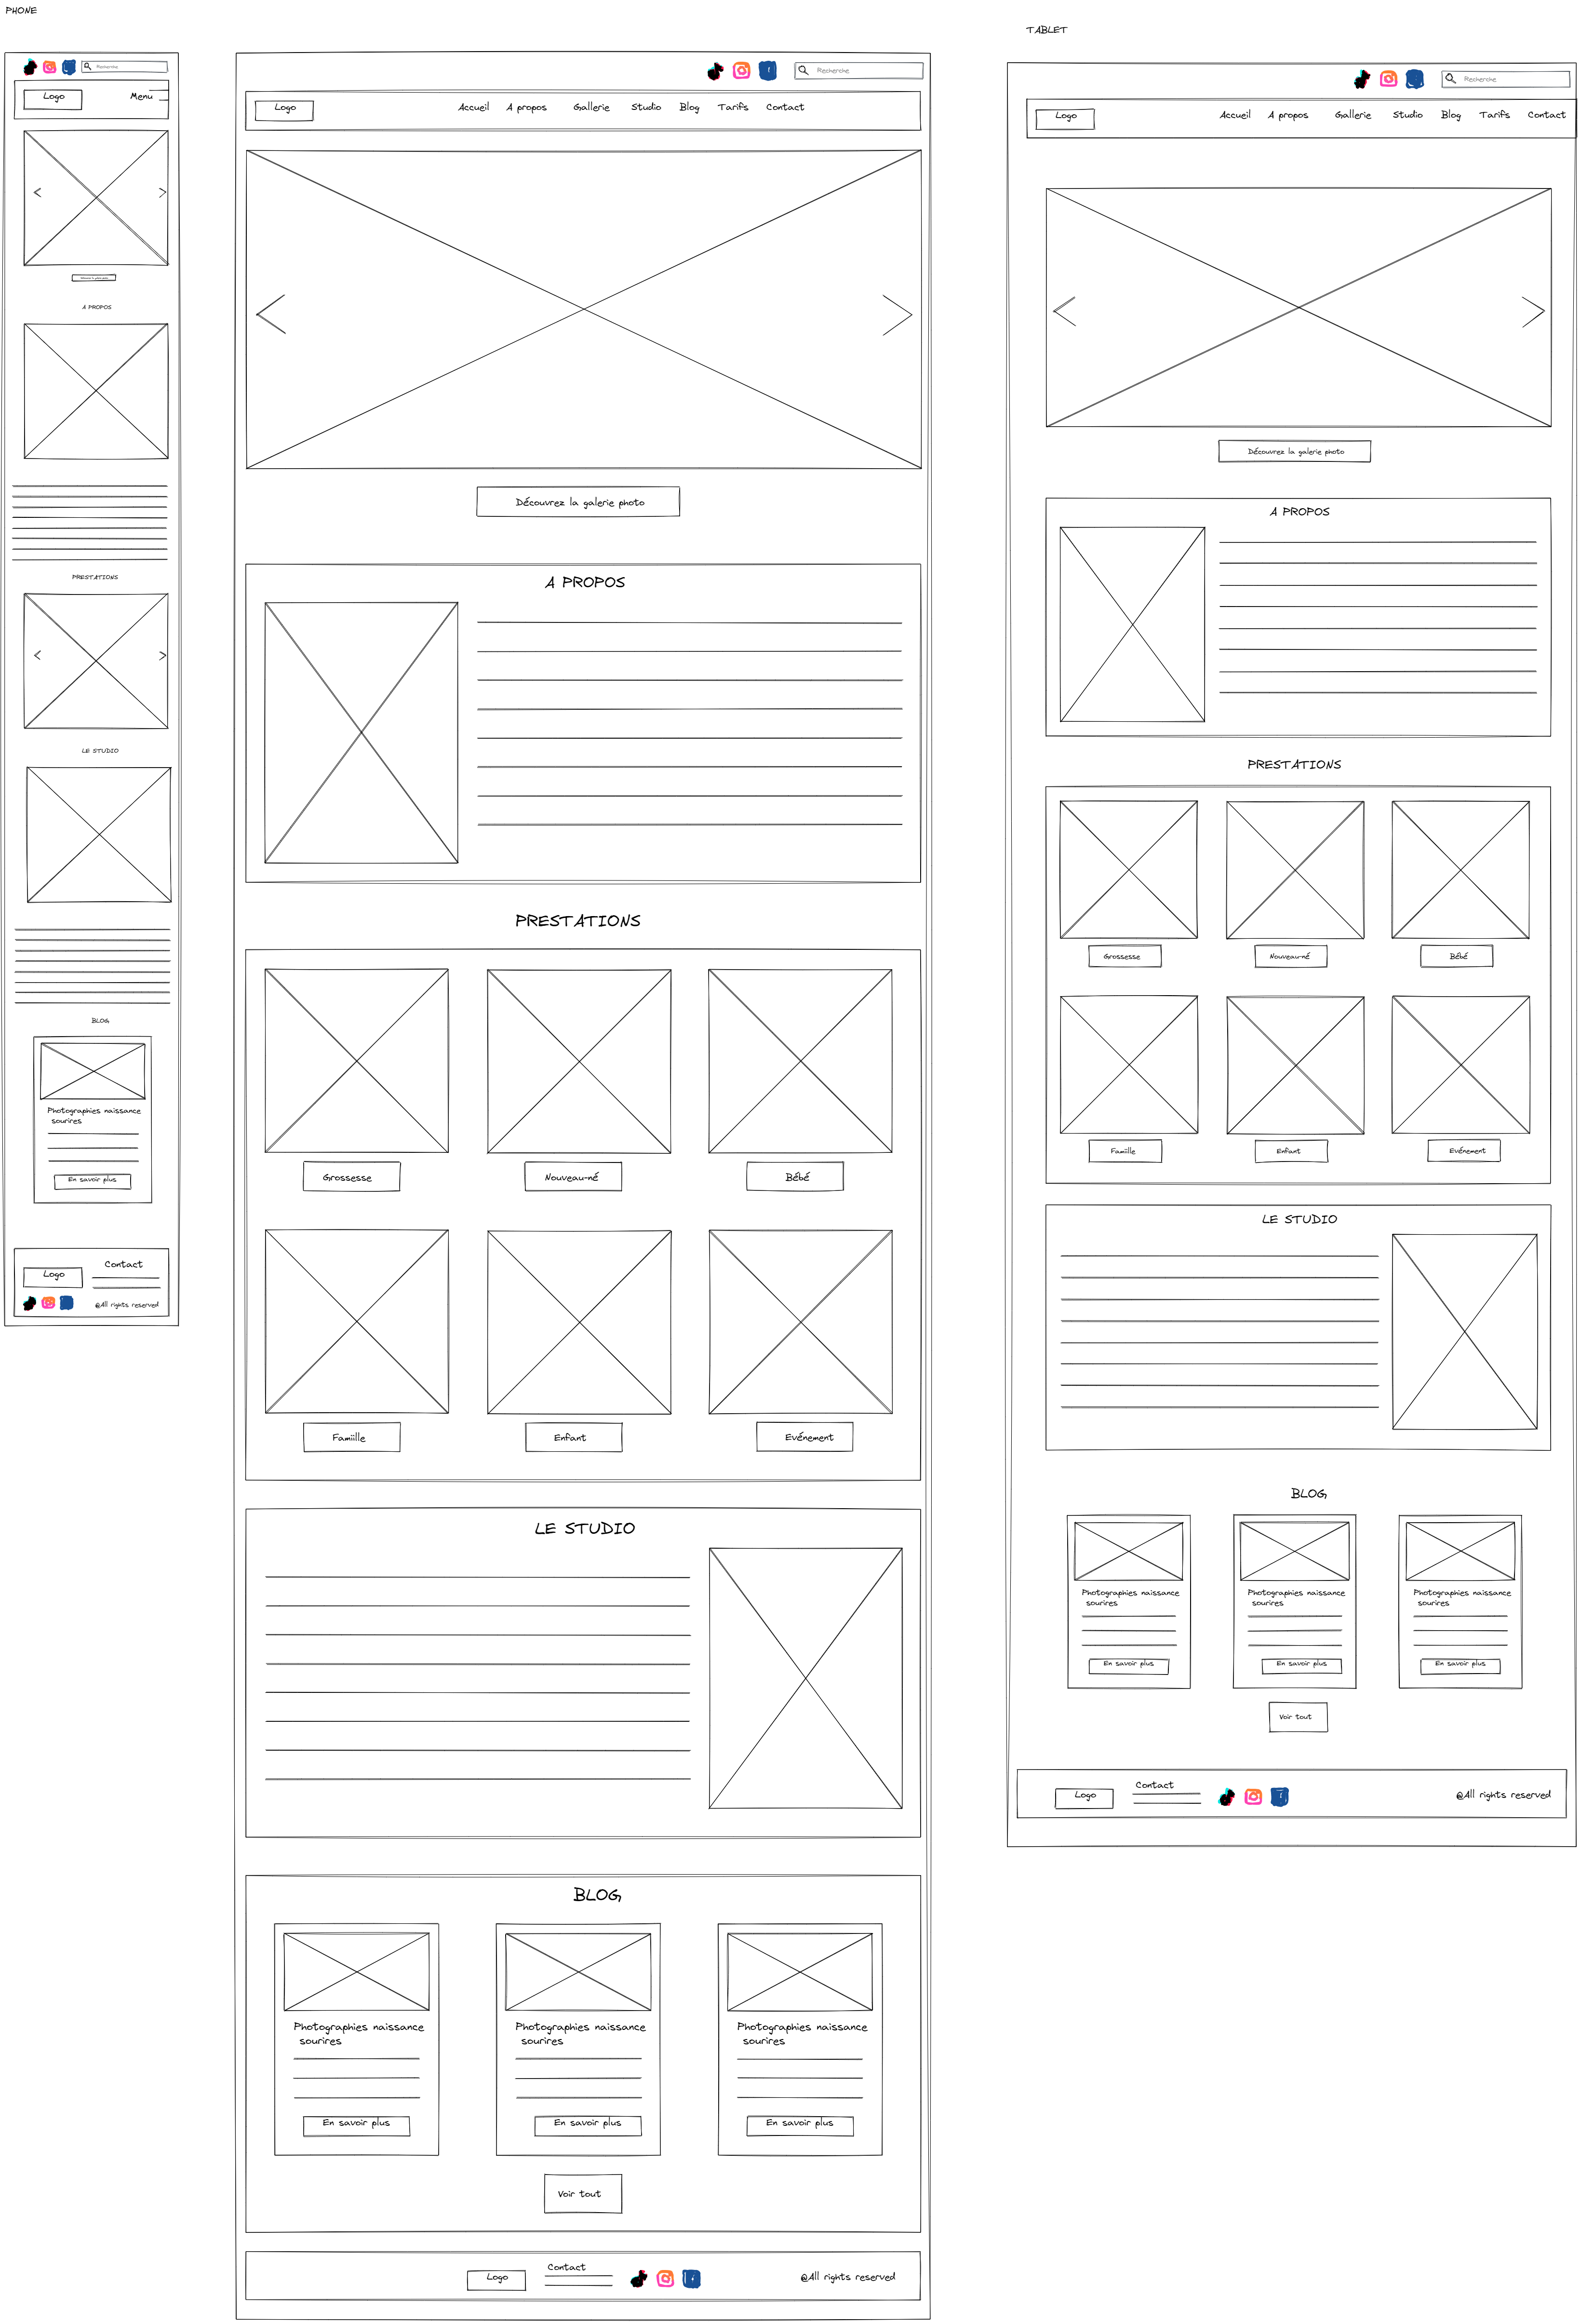 PHONE
Recherche
Logo
Menu
Découvrez la galerie photo
A PROPOS
PRESTATIONS
LE STUDIO
BLOG
Photographies naissance
sourires
En savoir plus
Logo
Contact
@All rights reserved
Recherche
Logo
Accueil
A propos
Gallerie
Studio
Blog
Tarifs
Contact
Découvrez la galerie photo
A PROPOS
PRESTATIONS
Grossesse
Nouveau-né
Bébé
Famiille
Enfant
Evénement
LE STUDIO
BLOG
Photographies naissance
sourires
En savoir plus
Photographies naissance
sourires
En savoir plus
Photographies naissance
sourires
En savoir plus
Voir tout
Logo
Contact
@All rights reserved
TABLET
Recherche
Logo
Accueil
A propos
Gallerie
Studio
Blog
Tarifs
Contact
Découvrez la galerie photo
A PROPOS
PRESTATIONS
Grossesse
Nouveau-né
Bébé
Famiille
Enfant
Evénement
LE STUDIO
BLOG
Photographies naissance
sourires
En savoir plus
Photographies naissance
sourires
En savoir plus
Photographies naissance
sourires
En savoir plus
Voir tout
Logo
Contact
@All rights reserved